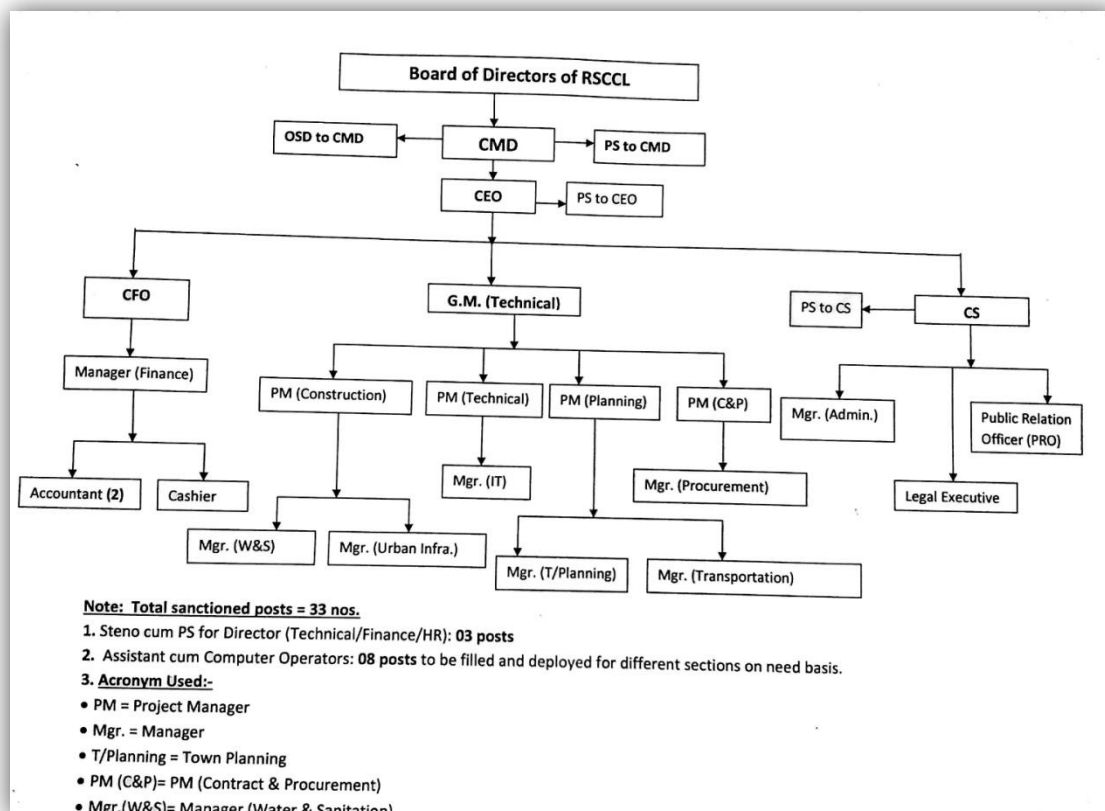 Board of Directors of RSCCL
OSD to CMD
CMD
PS to CMD
CEO
PS to CEO
CFO
G.M. (Technical)
PS to CS
CS
Manager (Finance)
PM (Construction)
PM (Technical)
PM (Planning)
PM (C&P)
Mgr. (Admin.)
Public Relation
Officer (PRO)
Accountant (2)
Cashier
Mgr. (IT)
Mgr. (Procurement)
Legal Executive
Mgr. (W&S)
Mgr. (Urban Infra.)
Mgr. (T/Planning)
Mgr. (Transportation)
Note: Total sanctioned posts = 33 nos.
1. Steno cum PS for Director (Technical/Finance/HR): 03 posts
2. Assistant cum Computer Operators: 08 posts to be filled and deployed for different sections on need basis.
3. Acronym Used:-
• PM = Project Manager
• Mgr. = Manager
• T/Planning = Town Planning
• PM (C&P)= PM (Contract & Procurement)
• Mgr.(W&S)= Manager (Water & Sanitation)